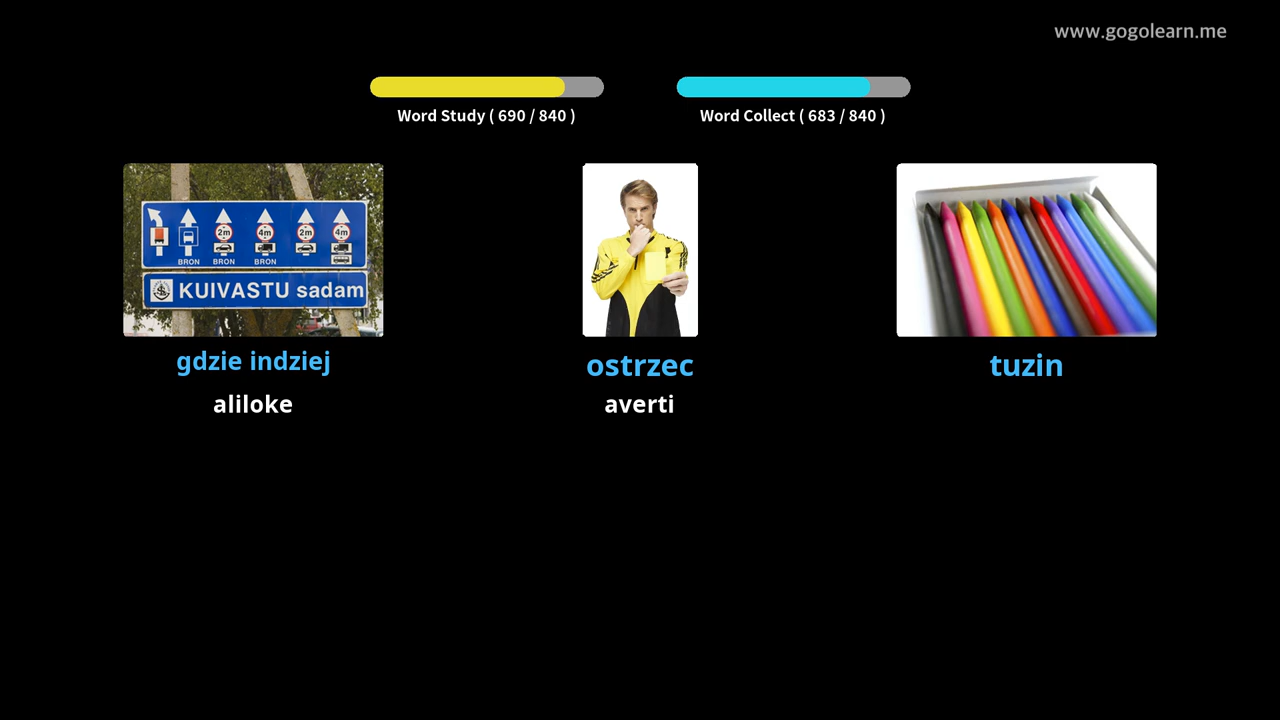 www.gogolearn.me
Word Study ( 690 / 840 )
Word Collect ( 683 / 840 )
2m 4m 2m 4m
BRON BRON BRON
KUIVASTU sadam
gdzie indziej
ostrzec
tuzin
aliloke
averti